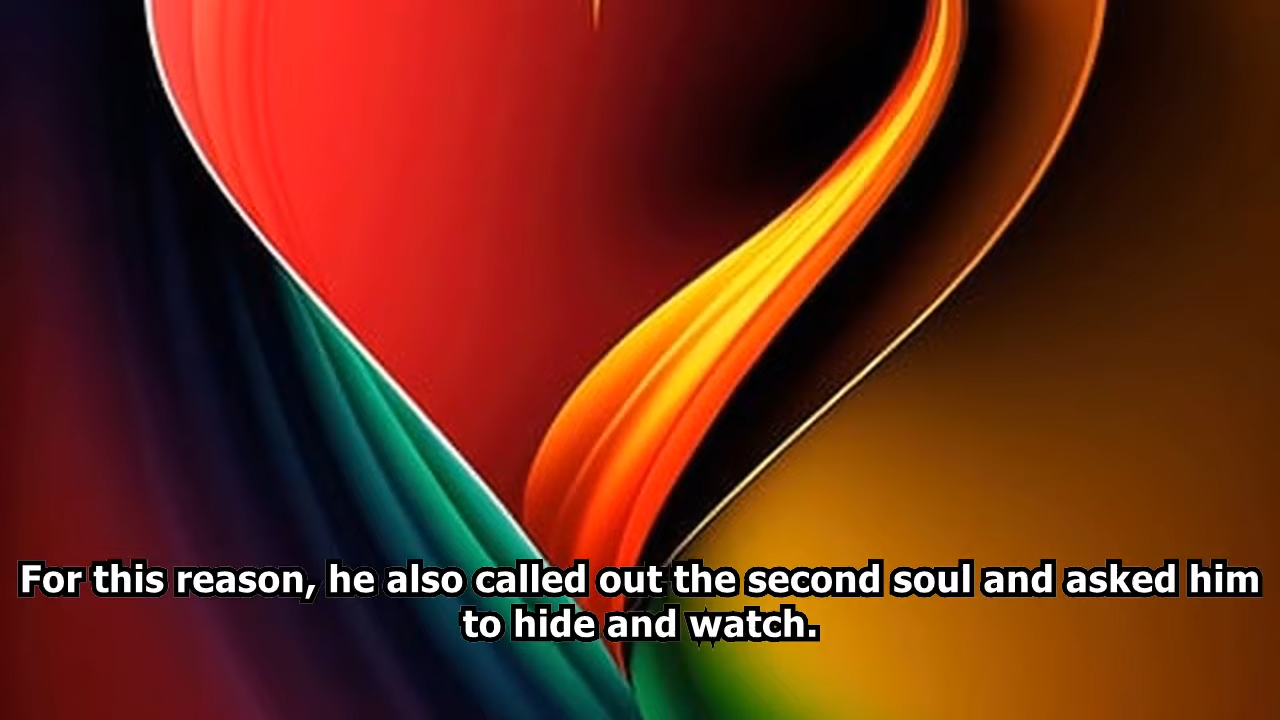 For this reason, he also called out the second soul and asked him
to hide and watch.